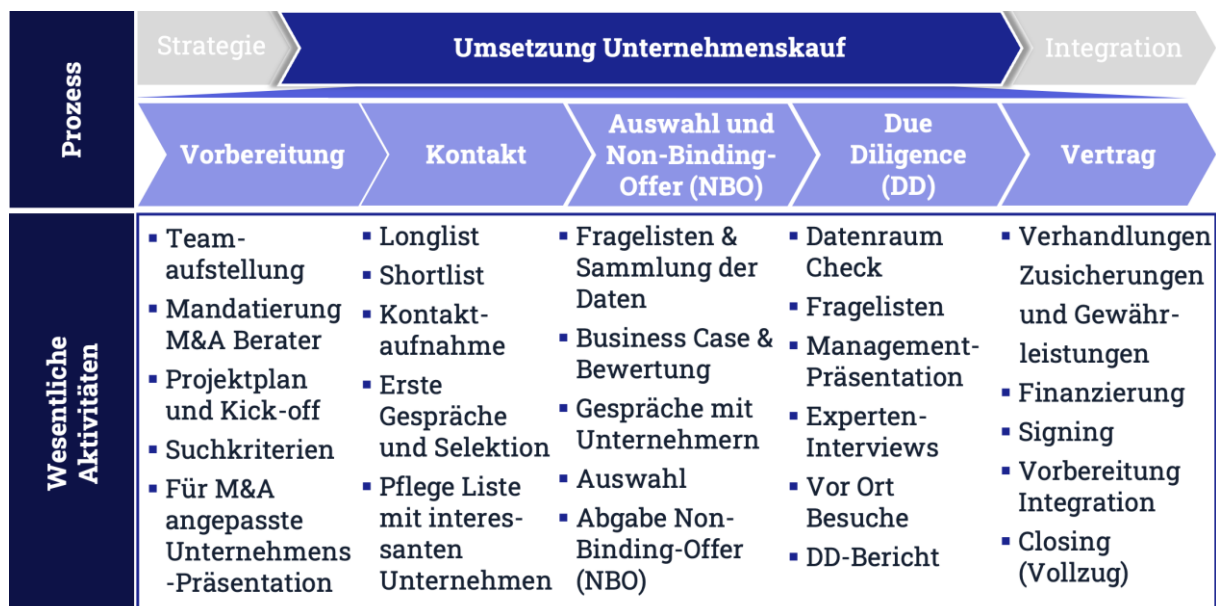 Prozess
Strategie
Umsetzung Unternehmenskauf
Integration
Vorbereitung
Kontakt
Auswahl und
Non-Binding-
Offer (NBO)
Due
Diligence
(DD)
Vertrag
Wesentliche
Aktivitäten
▪ Team-
aufstellung
▪ Mandatierung
M&A Berater
▪ Projektplan
und Kick-off
▪ Suchkriterien
▪ Für M&A
angepasste
Unternehmens
-Präsentation
▪ Longlist
▪ Shortlist
▪ Kontakt-
aufnahme
▪ Erste
Gespräche
und Selektion
▪ Pflege Liste
mit interes-
santen
Unternehmen
▪ Fragelisten &
Sammlung der
Daten
▪ Business Case &
Bewertung
▪ Gespräche mit
Unternehmern
▪ Auswahl
▪ Abgabe Non-
Binding-Offer
(NBO)
▪ Datenraum
Check
▪ Fragelisten
▪ Management-
Präsentation
▪ Experten-
Interviews
▪ Vor Ort
Besuche
▪ DD-Bericht
▪ Verhandlungen
Zusicherungen
und Gewähr-
leistungen
▪ Finanzierung
▪ Signing
▪ Vorbereitung
Integration
▪ Closing
(Vollzug)